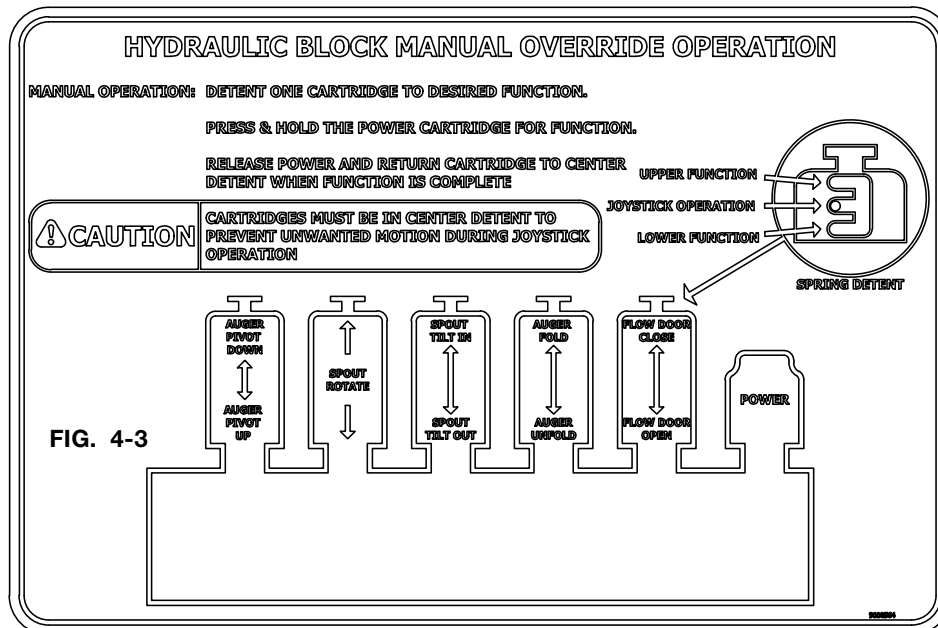 HYDRAULIC BLOCK MANUAL OVERRIDE OPERATION
MANUAL OPERATION: DETENT ONE CARTRIDGE TO DESIRED FUNCTION.
PRESS & HOLD THE POWER CARTRIDGE FOR FUNCTION.
RELEASE POWER AND RETURN CARTRIDGE TO CENTER
DETENT WHEN FUNCTION IS COMPLETE
CAUTION
CARTRIDGES MUST BE IN CENTER DETENT TO
PREVENT UNWANTED MOTION DURING JOYSTICK
OPERATION
UPPER FUNCTION
JOYSTICK OPERATION
LOWER FUNCTION
SPRING DETENT
AUGER
PIVOT
DOWN
AUGER
PIVOT
UP
SPOUT
ROTATE
SPOUT
TILT IN
SPOUT
TILT OUT
AUGER
FOLD
AUGER
UNFOLD
FLOW DOOR
CLOSE
FLOW DOOR
OPEN
POWER
FIG. 4-3